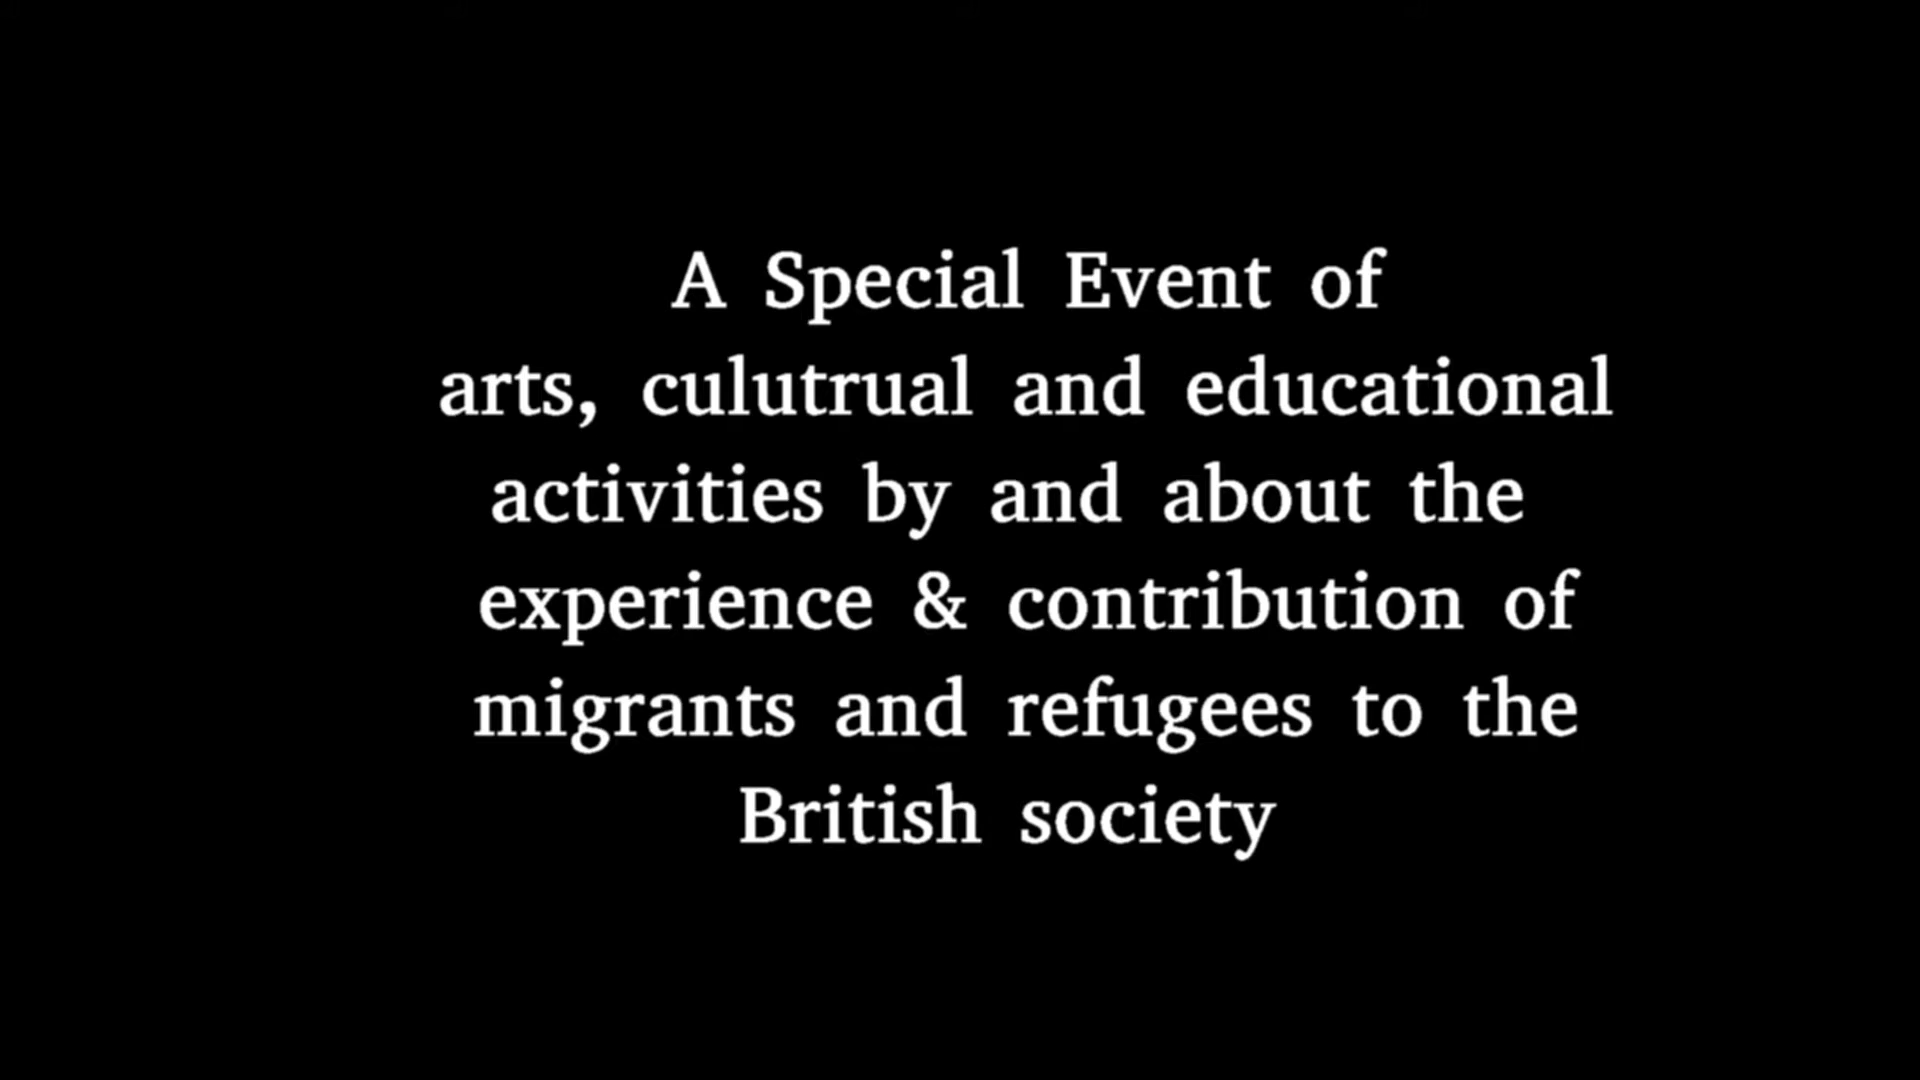 A Special Event of
arts, culutrual and educational
activities by and about the
experience & contribution of
migrants and refugees to the
British society